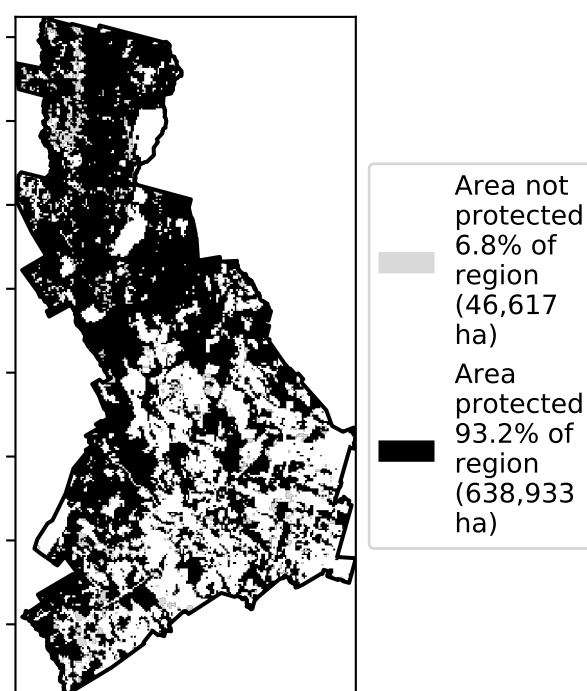 Area not
protected
6.8% of
region
(46,617
ha)
Area
protected
93.2% of
region
(638,933
ha)